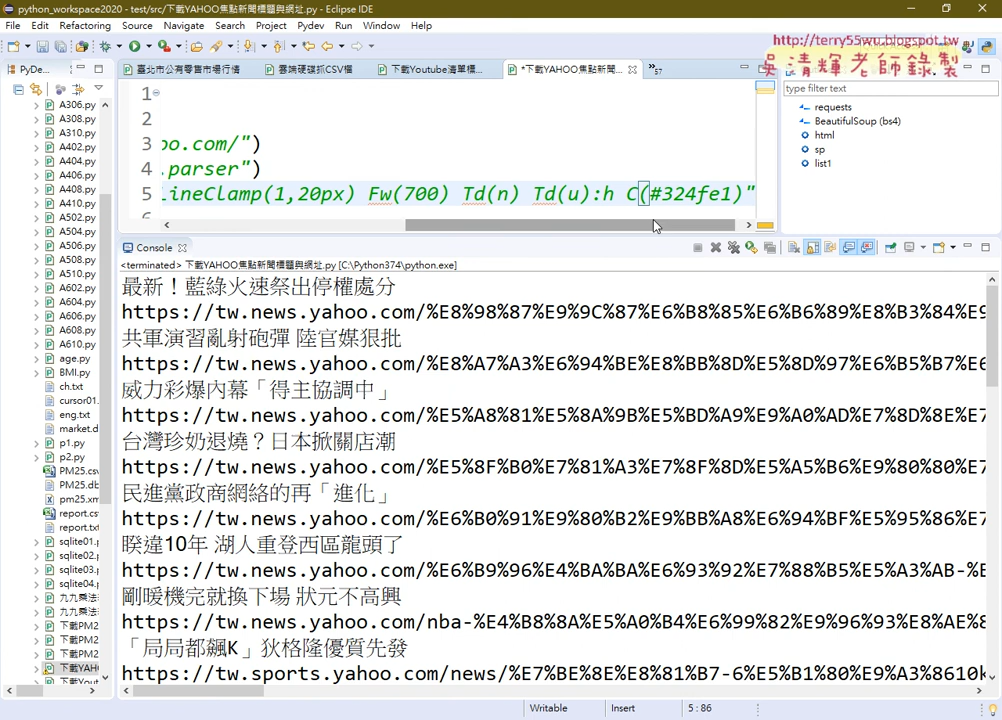 python_workspace2020 - test/src/下載YAHOO焦點新聞標題與網址.py - Eclipse IDE
File Edit Refactoring Source Navigate Search Project Pydev Run Window Help
http://terry55wu.blogspot.tw
吳清輝老師錄製
PyDe...
臺北市公有零售市場行情
雲端硬碟抓CSV檔
下載Youtube清單標...
*下載YAHOO焦點新聞...
»57
type filter text
requests
BeautifulSoup (bs4)
html
sp
list1
A306.py
A308.py
A310.py
A402.py
A404.py
A406.py
A408.py
A410.py
A502.py
A504.py
A506.py
A508.py
A510.py
A602.py
A604.py
A606.py
A608.py
A610.py
age.py
BMI.py
ch.txt
cursor01.
eng.txt
market.d
p1.py
p2.py
PM25.csv
PM25.db
pm25.xm
report.cs
report.tx
sqlite01.p
sqlite02.p
sqlite03.p
sqlite04.p
九九乘法
九九乘法
下載PM2
下載PM2
下載YAH
下載Yout
1
2
3 oo.com/")
4 .parser")
5 LineClamp(1,20px) Fw(700) Td(n) Td(u):h C(#324fe1)"
6
Console
<terminated> 下載YAHOO焦點新聞標題與網址.py [C:\Python374\python.exe]
最新！藍綠火速祭出停權處分
https://tw.news.yahoo.com/%E8%98%87%E9%9C%87%E6%B8%85%E6%B6%89%E8%B3%84%E9
共軍演習亂射砲彈 陸官媒狠批
https://tw.news.yahoo.com/%E8%A7%A3%E6%94%BE%E8%BB%8D%E5%8D%97%E6%B5%B7%E6
威力彩爆內幕「得主協調中」
https://tw.news.yahoo.com/%E5%A8%81%E5%8A%9B%E5%BD%A9%E9%A0%AD%E7%8D%8E%E7
台灣珍奶退燒？日本掀關店潮
https://tw.news.yahoo.com/%E5%8F%B0%E7%81%A3%E7%8F%8D%E5%A5%B6%E9%80%80%E7
民進黨政商網絡的再「進化」
https://tw.news.yahoo.com/%E6%B0%91%E9%80%B2%E9%BB%A8%E6%94%BF%E5%95%86%E7
睽違10年 湖人重登西區龍頭了
https://tw.news.yahoo.com/%E6%B9%96%E4%BA%BA%E6%93%92%E7%88%B5%E5%A3%AB-%E
剛暖機完就換下場 狀元不高興
https://tw.news.yahoo.com/nba-%E4%B8%8A%E5%A0%B4%E6%99%82%E9%96%93%E8%AE%8
「局局都飆K」狄格隆優質先發
https://tw.sports.yahoo.com/news/%E7%BE%8E%E8%81%B7-6%E5%B1%80%E9%A3%8610k
Writable
Insert
5 : 86